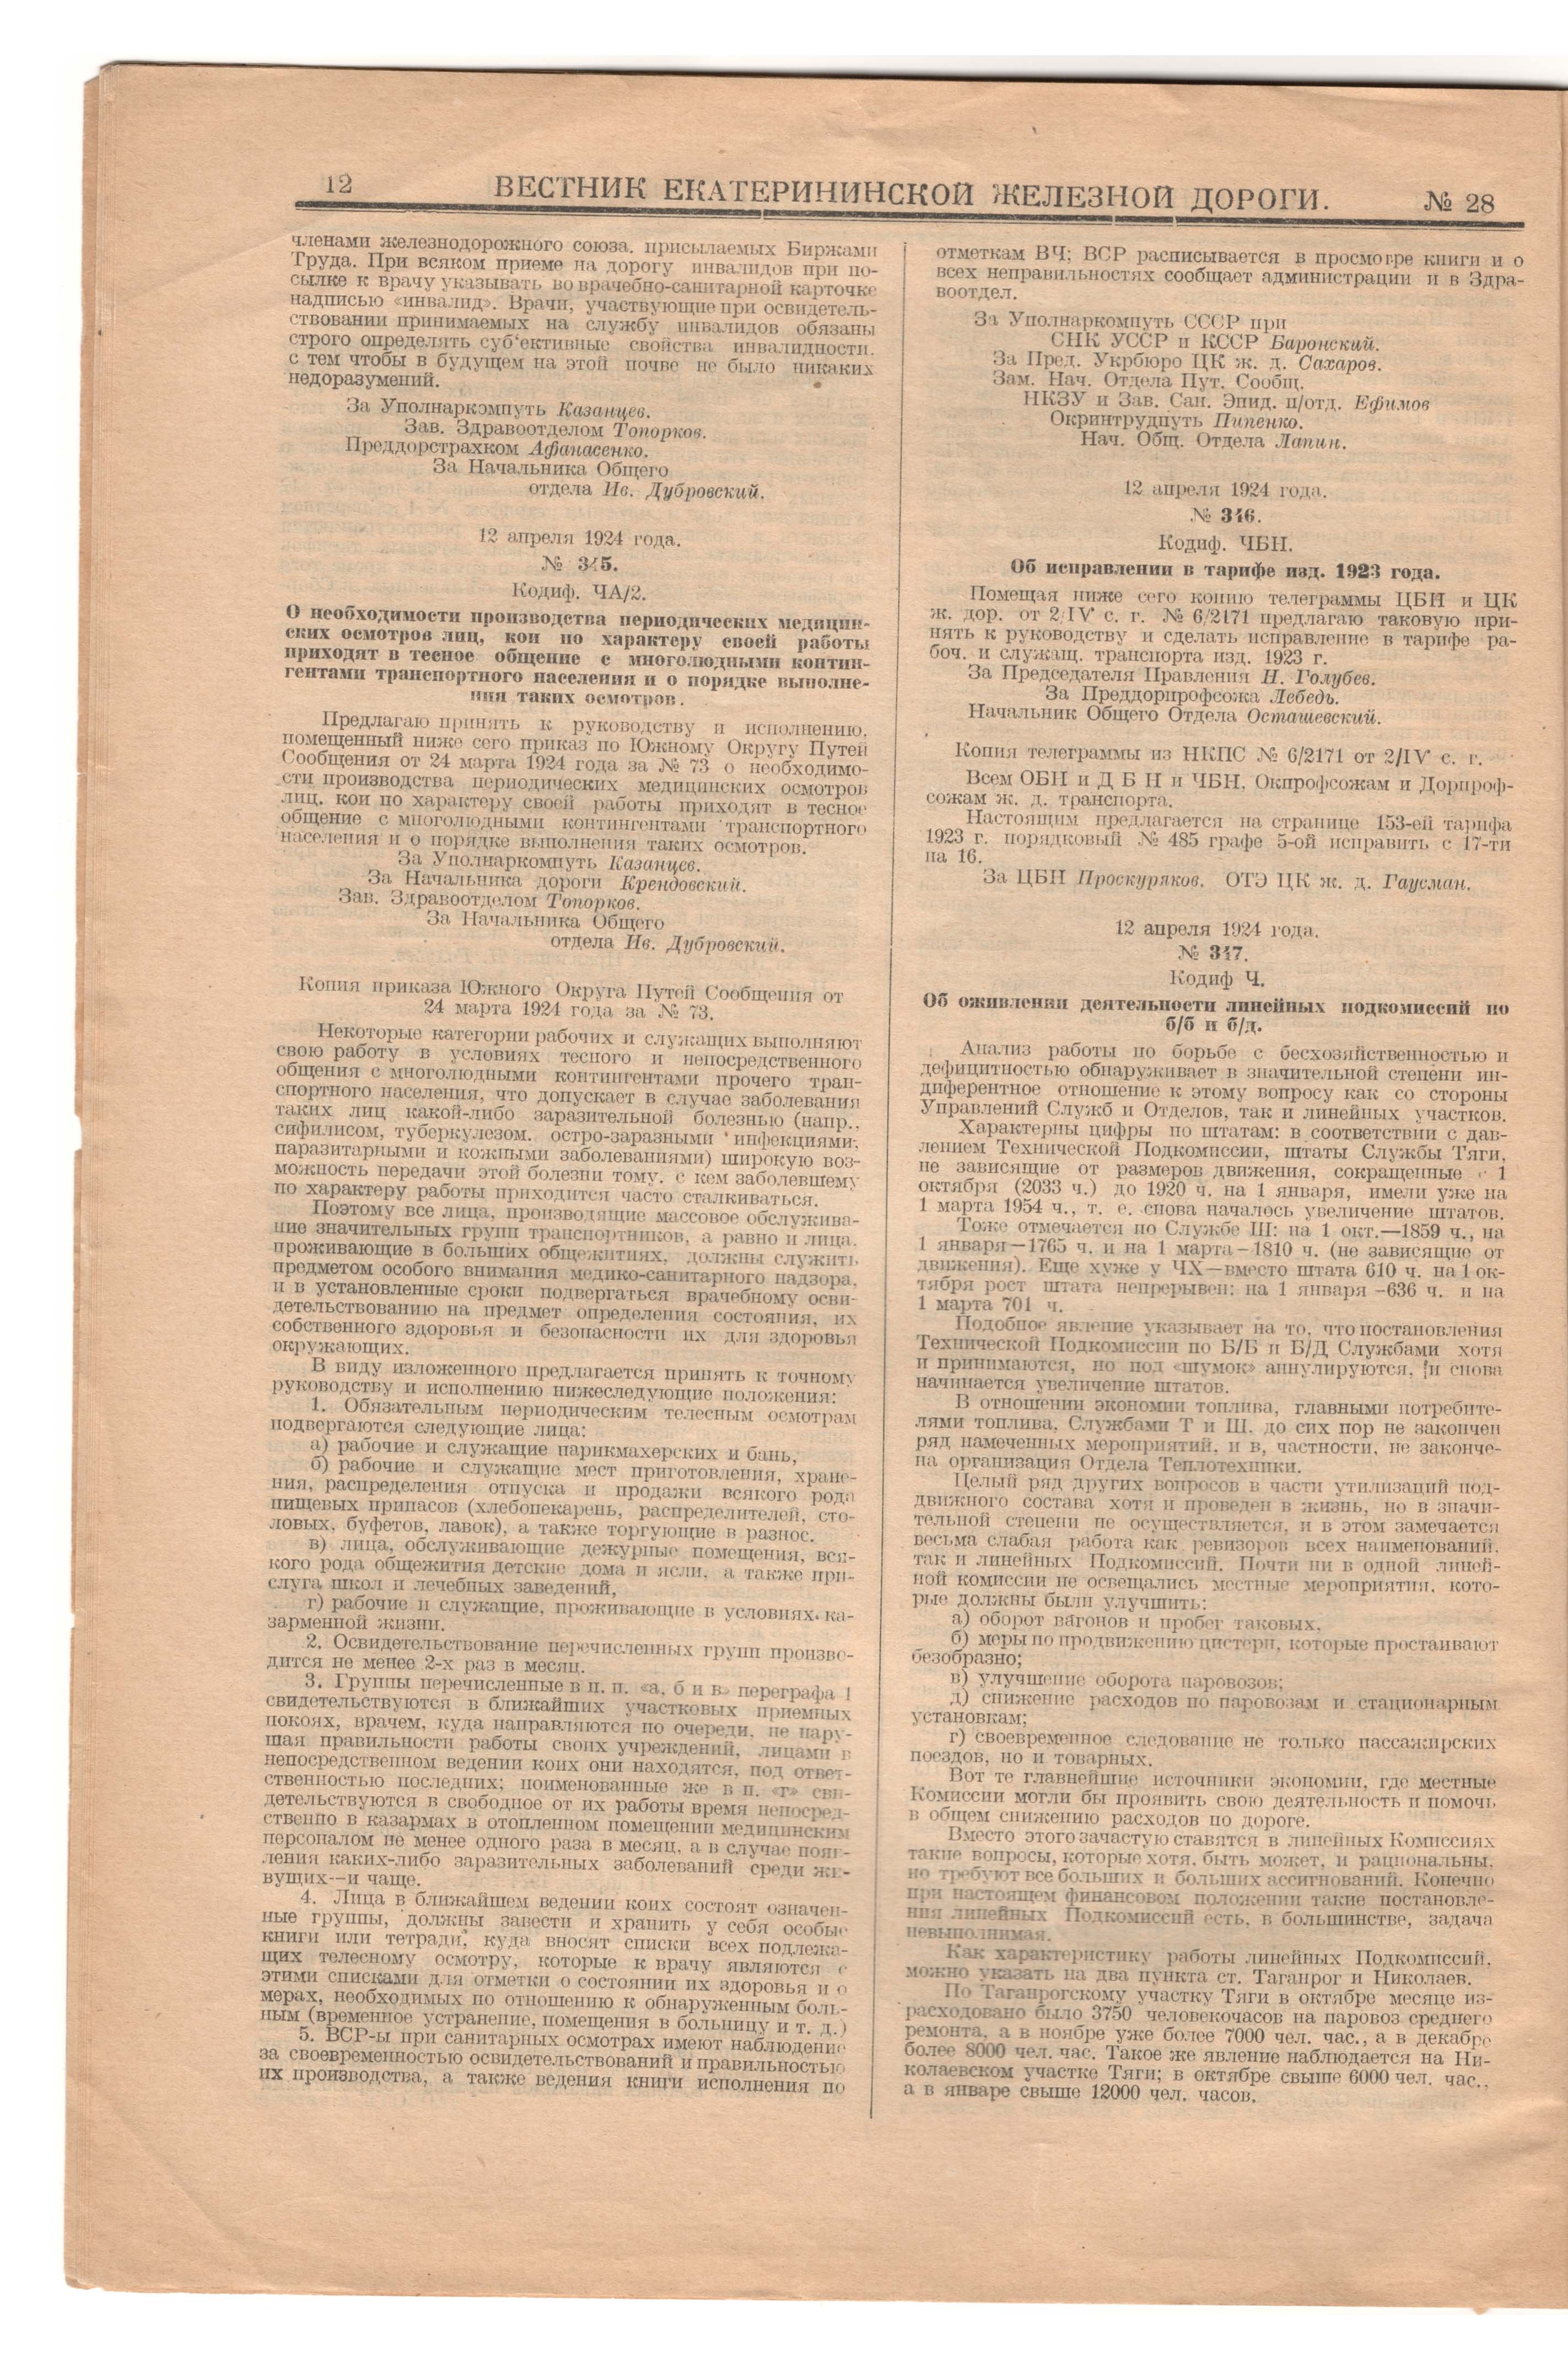 12
ВЕСТНИК ЕКАТЕРИНИНСКОЙ ЖЕЛЕЗНОЙ ДОРОГИ.
№ 28
членами железнодорожного союза, присылаемых Биржами
Труда. При всяком приеме на дорогу инвалидов при по-
сылке к врачу указывать во врачебно-санитарной карточке
надписью «инвалид». Врачи, участвующие при освидетель-
ствовании принимаемых на службу инвалидов обязаны
строго определять суб'ективные свойства инвалидности,
с тем чтобы в будущем на этой почве не было никаких
недоразумений.
За Уполнаркомпуть Казанцев.
Зав. Здравоотделом Топорков.
Преддорстрахком Афанасенко.
За Начальника Общего
отдела Ив. Дубровский.
12 апреля 1924 года.
№ 345.
Кодиф. ЧА/2.
О необходимости производства периодических медицин-
ских осмотров лиц, кои по характеру своей работы
приходят в тесное общение с многолюдными контин-
гентами транспортного населения и о порядке выполне-
ния таких осмотров.
Предлагаю принять к руководству и исполнению,
помещенный ниже сего приказ по Южному Округу Путей
Сообщения от 24 марта 1924 года за № 73 о необходимо-
сти производства периодических медицинских осмотров
лиц, кои по характеру своей работы приходят в тесное
общение с многолюдными контингентами транспортного
населения и о порядке выполнения таких осмотров.
За Уполнаркомпуть Казанцев.
За Начальника дороги Крендовский.
Зав. Здравоотделом Топорков.
За Начальника Общего
отдела Ив. Дубровский.
Копия приказа Южного Округа Путей Сообщения от
24 марта 1924 года за № 73.
Некоторые категории рабочих и служащих выполняют
свою работу в условиях тесного и непосредственного
общения с многолюдными контингентами прочего тран-
спортного населения, что допускает в случае заболевания
таких лиц какой-либо заразительной болезнью (напр.,
сифилисом, туберкулезом, остро-заразными инфекциями,
паразитарными и кожными заболеваниями) широкую воз-
можность передачи этой болезни тому, с кем заболевшему
по характеру работы приходится часто сталкиваться.
Поэтому все лица, производящие массовое обслужива-
ние значительных групп транспортников, а равно и лица,
проживающие в больших общежитиях, должны служить
предметом особого внимания медико-санитарного надзора,
и в установленные сроки подвергаться врачебному осви-
детельствованию на предмет определения состояния, их
собственного здоровья и безопасности их для здоровья
окружающих.
В виду изложенного предлагается принять к точному
руководству и исполнению нижеследующие положения:
1. Обязательным периодическим телесным осмотрам
подвергаются следующие лица:
а) рабочие и служащие парикмахерских и бань,
б) рабочие и служащие мест приготовления, хране-
ния, распределения отпуска и продажи всякого рода
пищевых припасов (хлебопекарень, распределителей, сто-
ловых, буфетов, лавок), а также торгующие в разнос.
в) лица, обслуживающие дежурные помещения, вся-
кого рода общежития детские дома и ясли, а также при-
слуга школ и лечебных заведений,
г) рабочие и служащие, проживающие в условиях ка-
зарменной жизни.
2. Освидетельствование перечисленных групп произво-
дится не менее 2-х раз в месяц.
3. Группы перечисленные в п. п. «а, б и в» переграфа 1
свидетельствуются в ближайших участковых приемных
покоях, врачем, куда направляются по очереди, не нару-
шая правильности работы своих учреждений, лицами в
непосредственном ведении коих они находятся, под ответ-
ственностью последних; поименованные же в п. «г» сви-
детельствуются в свободное от их работы время непосред-
ственно в казармах в отопленном помещении медицинским
персоналом не менее одного раза в месяц, а в случае появ-
ления каких-либо заразительных заболеваний среди жи-
вущих—и чаще.
4. Лица в ближайшем ведении коих состоят означен-
ные группы, должны завести и хранить у себя особые
книги или тетради, куда вносят списки всех подлежа-
щих телесному осмотру, которые к врачу являются с
этими списками для отметки о состоянии их здоровья и о
мерах, необходимых по отношению к обнаруженным боль-
ным (временное устранение, помещения в больницу и т. д.)
5. ВСР-ы при санитарных осмотрах имеют наблюдение
за своевременностью освидетельствований и правильностью
их производства, а также ведения книги исполнения по
отметкам ВЧ; ВСР расписывается в просмотре книги и о
всех неправильностях сообщает администрации и в Здра-
воотдел.
За Уполнаркомпуть СССР при
СНК УССР и КССР Баронский.
За Пред. Укрбюро ЦК ж. д. Сахаров.
Зам. Нач. Отдела Пут. Сообщ.
НКЗУ и Зав. Сан. Эпид. п/отд. Ефимов
Окринтрудпуть Пипенко.
Нач. Общ. Отдела Лапин.
12 апреля 1924 года.
№ 346.
Кодиф. ЧБН.
Об исправлении в тарифе изд. 1923 года.
Помещая ниже сего копию телеграммы ЦБН и ЦК
ж. дор. от 2/IV с. г. № 6/2171 предлагаю таковую при-
нять к руководству и сделать исправление в тарифе ра-
боч. и служащ. транспорта изд. 1923 г.
За Председателя Правления Н. Голубев.
За Преддорпрофсожа Лебедь.
Начальник Общего Отдела Осташевский.
Копия телеграммы из НКПС № 6/2171 от 2/IV с. г.
Всем ОБН и Д Б Н и ЧБН, Окпрофсожам и Дорпроф-
сожам ж. д. транспорта.
Настоящим предлагается на странице 153-ей тарифа
1923 г. порядковый № 485 графе 5-ой исправить с 17-ти
на 16.
За ЦБН Проскуряков. ОТЭ ЦК ж. д. Гаусман.
12 апреля 1924 года.
№ 347.
Кодиф Ч.
Об оживлении деятельности линейных подкомиссий по
б/б и б/д.
Анализ работы по борьбе с бесхозяйственностью и
дефицитностью обнаруживает в значительной степени ин-
диферентное отношение к этому вопросу как со стороны
Управлений Служб и Отделов, так и линейных участков.
Характерны цифры по штатам: в соответствии с дав-
лением Технической Подкомиссии, штаты Службы Тяги,
не зависящие от размеров движения, сокращенные с 1
октября (2033 ч.) до 1920 ч. на 1 января, имели уже на
1 марта 1954 ч., т. е. снова началось увеличение штатов.
Тоже отмечается по Службе Ш: на 1 окт.—1859 ч., на
1 января—1765 ч. и на 1 марта—1810 ч. (не зависящие от
движения). Еще хуже у ЧХ—вместо штата 610 ч. на 1 ок-
тября рост штата непрерывен: на 1 января -636 ч. и на
1 марта 701 ч.
Подобное явление указывает на то, что постановления
Технической Подкомиссии по Б/Б и Б/Д Службами хотя
и принимаются, но под «шумок» аннулируются, и снова
начинается увеличение штатов.
В отношении экономии топлива, главными потребите-
лями топлива, Службами Т и Ш, до сих пор не закончен
ряд намеченных мероприятий, и в, частности, не законче-
на организация Отдела Теплотехники.
Целый ряд других вопросов в части утилизаций под-
движного состава хотя и проведен в жизнь, но в значи-
тельной степени не осуществляется, и в этом замечается
весьма слабая работа как ревизоров всех наименований,
так и линейных Подкомиссий. Почти ни в одной линей-
ной комиссии не освещались местные мероприятия, кото-
рые должны были улучшить:
а) оборот вагонов и пробег таковых,
б) меры по продвижению цистерн, которые простаивают
безобразно;
в) улучшение оборота паровозов;
д) снижение расходов по паровозам и стационарным
установкам;
г) своевременное следование не только пассажирских
поездов, но и товарных.
Вот те главнейшие источники экономии, где местные
Комиссии могли бы проявить свою деятельность и помочь
в общем снижению расходов по дороге.
Вместо этого зачастую ставятся в линейных Комиссиях
такие вопросы, которые хотя, быть может, и рациональны,
но требуют все больших и больших ассигнований. Конечно
при настоящем финансовом положении такие постановле-
ния линейных Подкомиссий есть, в большинстве, задача
невыполнимая.
Как характеристику работы линейных Подкомиссий,
можно указать на два пункта ст. Таганрог и Николаев.
По Таганрогскому участку Тяги в октябре месяце из-
расходовано было 3750 человекочасов на паровоз среднего
ремонта, а в ноябре уже более 7000 чел. час., а в декабре
более 8000 чел. час. Такое же явление наблюдается на Ни-
колаевском участке Тяги; в октябре свыше 6000 чел. час.,
а в январе свыше 12000 чел. часов.